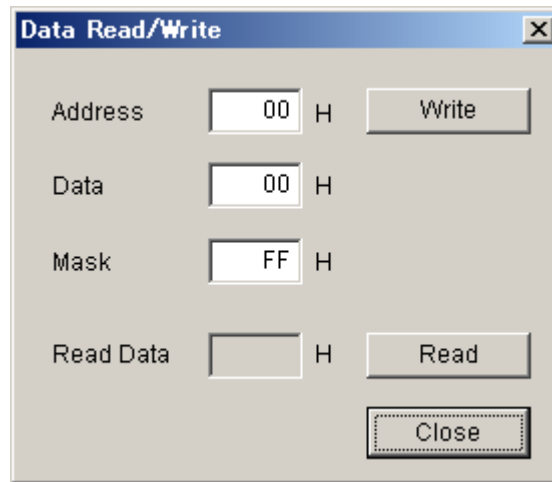 Data Read/Write
Address 00 H Write
Data 00 H
Mask FF H
Read Data H Read
Close